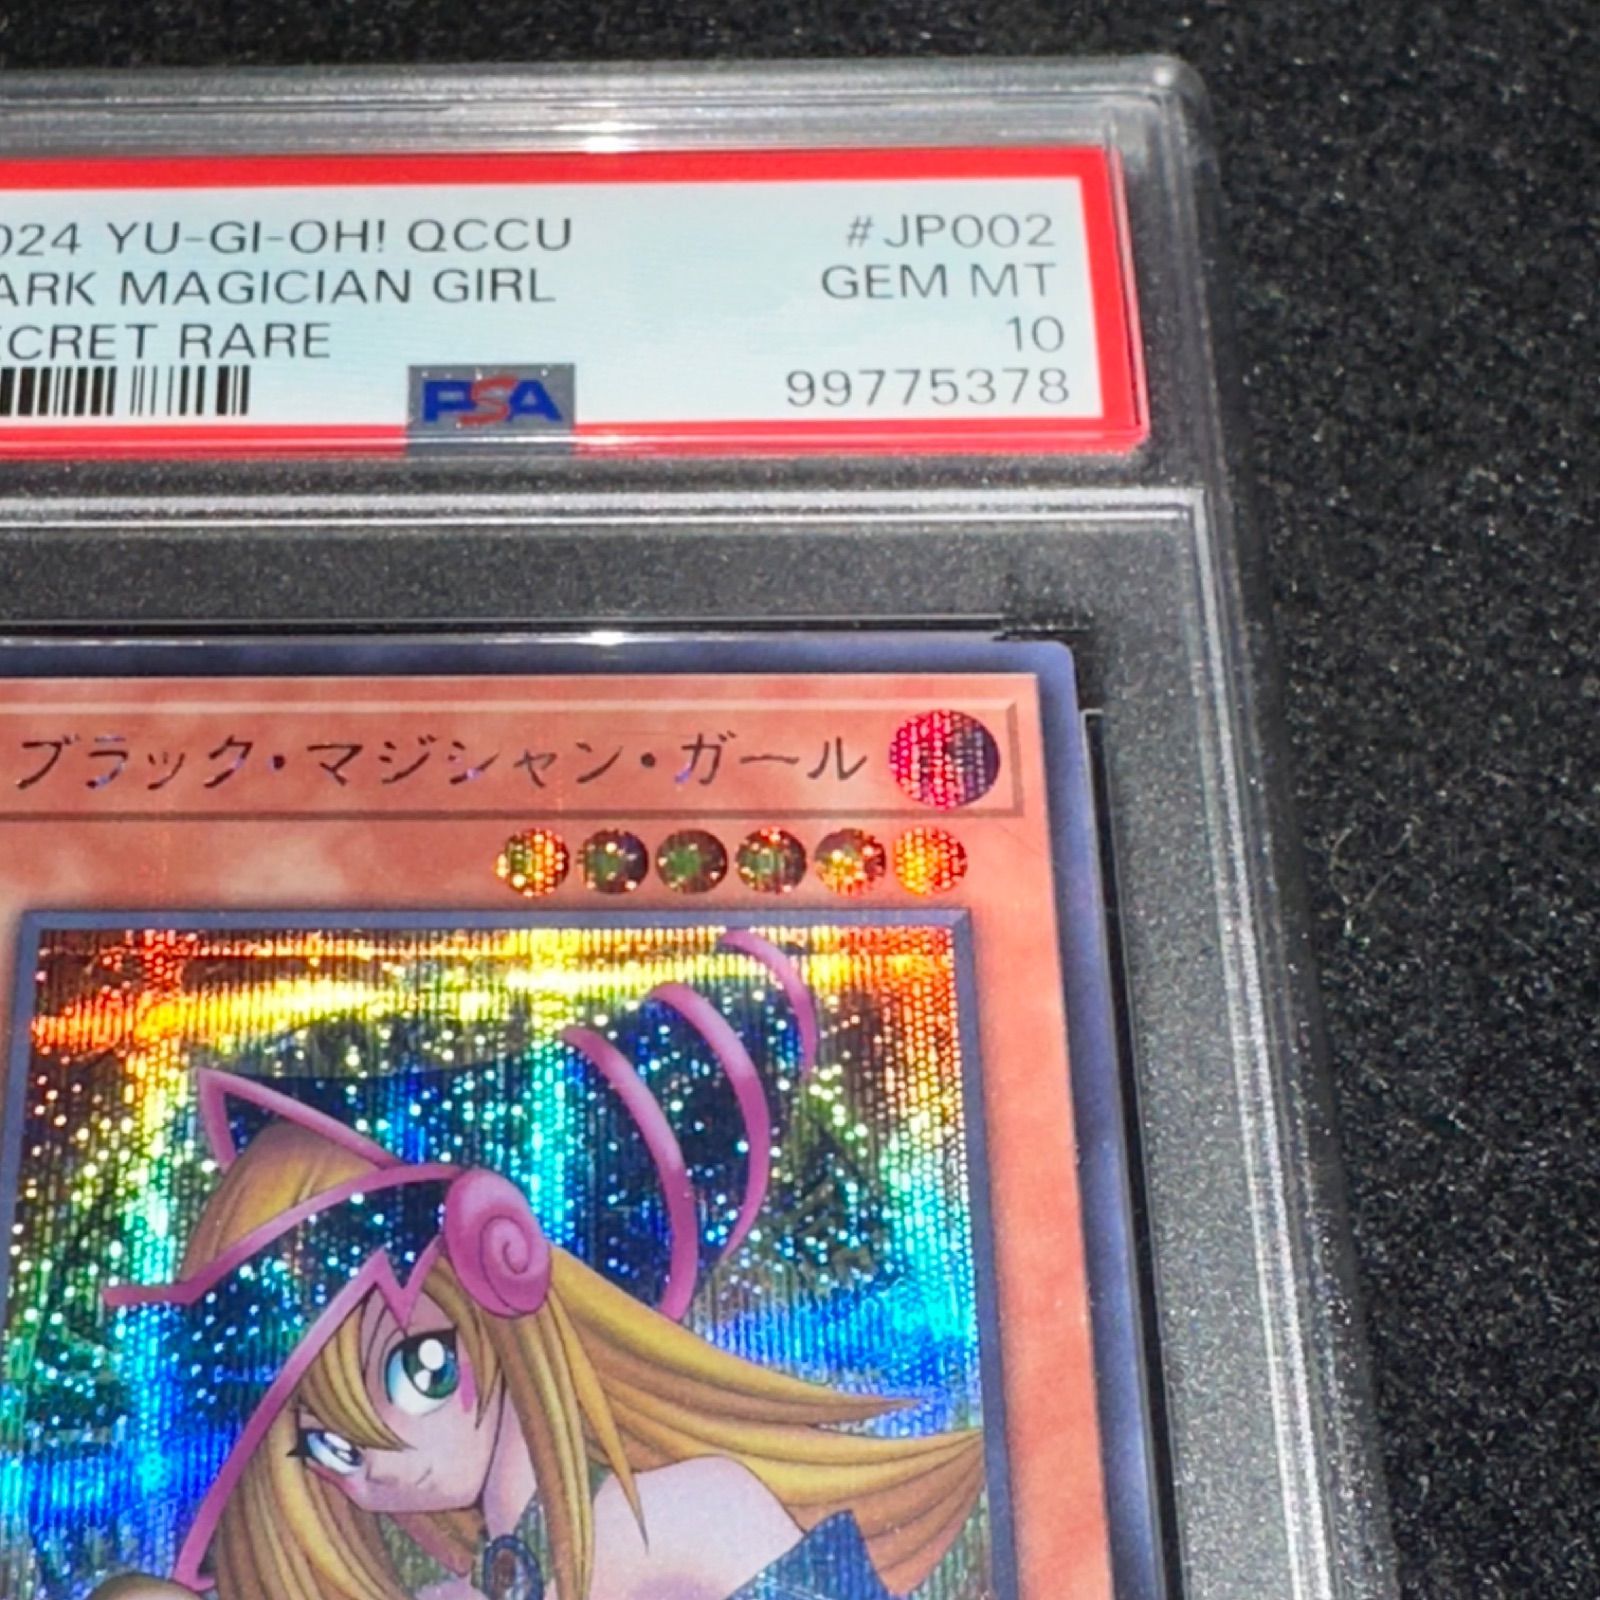 024 YU-GI-OH! QCCU #JP002
ARK MAGICIAN GIRL GEM MT
ECRET RARE 10
PSA 99775378
ブラック・マジシャン・ガール